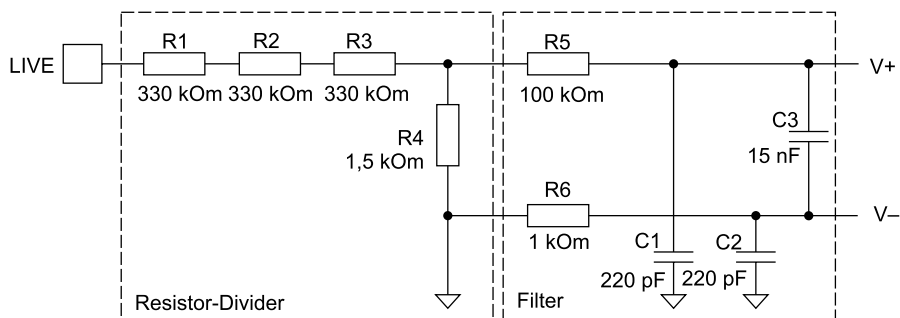 LIVE
R1
R2
R3
330 kOm
330 kOm
330 kOm
R4
1,5 kOm
R5
100 kOm
V+
C3
15 nF
R6
1 kOm
V–
C1
220 pF
C2
220 pF
Resistor-Divider
Filter